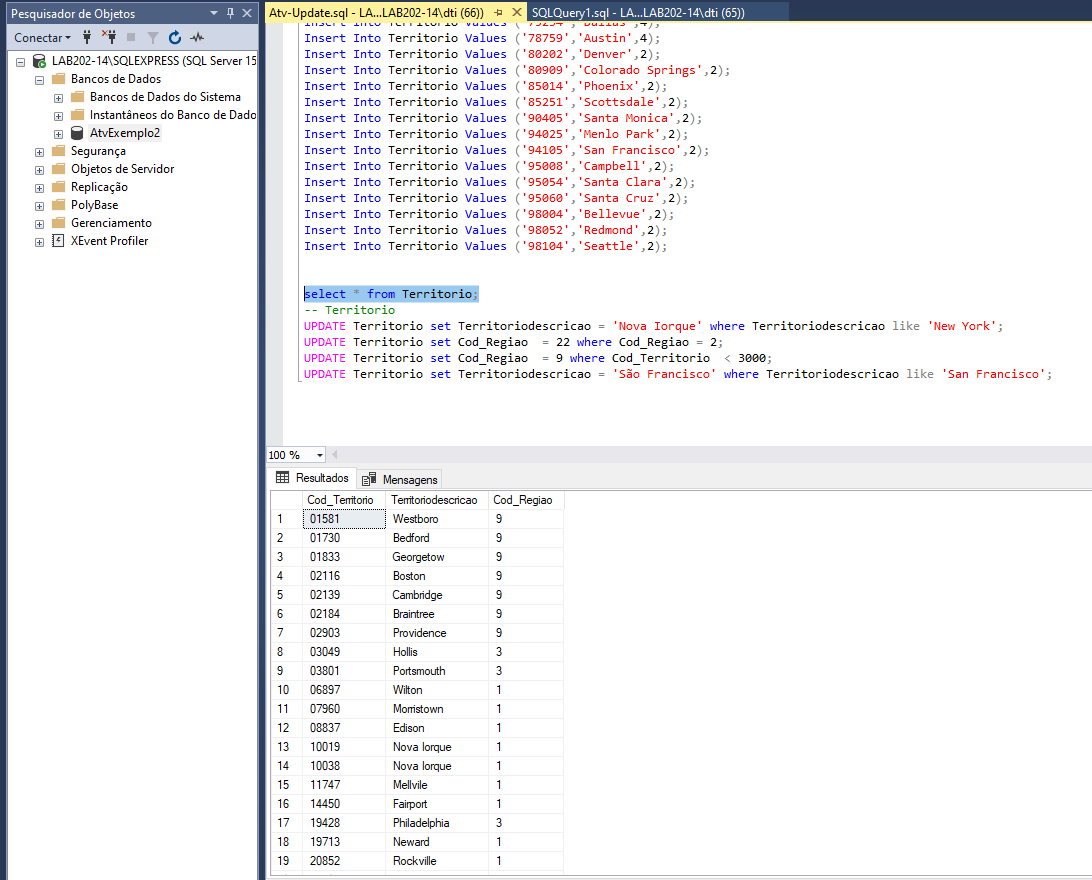 Pesquisador de Objetos
Conectar
LAB202-14\SQLEXPRESS (SQL Server 15
Bancos de Dados
Bancos de Dados do Sistema
Instantâneos do Banco de Dado
AtvExemplo2
Segurança
Objetos de Servidor
Replicação
PolyBase
Gerenciamento
XEvent Profiler
Atv-Update.sql - LA...LAB202-14\dti (66))
SQLQuery1.sql - LA...LAB202-14\dti (65))
Insert Into Territorio Values ('75234','Dallas',4);
Insert Into Territorio Values ('78759','Austin',4);
Insert Into Territorio Values ('80202','Denver',2);
Insert Into Territorio Values ('80909','Colorado Springs',2);
Insert Into Territorio Values ('85014','Phoenix',2);
Insert Into Territorio Values ('85251','Scottsdale',2);
Insert Into Territorio Values ('90405','Santa Monica',2);
Insert Into Territorio Values ('94025','Menlo Park',2);
Insert Into Territorio Values ('94105','San Francisco',2);
Insert Into Territorio Values ('95008','Campbell',2);
Insert Into Territorio Values ('95054','Santa Clara',2);
Insert Into Territorio Values ('95060','Santa Cruz',2);
Insert Into Territorio Values ('98004','Bellevue',2);
Insert Into Territorio Values ('98052','Redmond',2);
Insert Into Territorio Values ('98104','Seattle',2);
select * from Territorio;
-- Territorio
UPDATE Territorio set Territoriodescricao = 'Nova Iorque' where Territoriodescricao like 'New York';
UPDATE Territorio set Cod_Regiao  = 22 where Cod_Regiao = 2;
UPDATE Territorio set Cod_Regiao  = 9 where Cod_Territorio  < 3000;
UPDATE Territorio set Territoriodescricao = 'São Francisco' where Territoriodescricao like 'San Francisco';
100 %
Resultados Mensagens
Cod_Territorio Territoriodescricao Cod_Regiao
1 01581 Westboro 9
2 01730 Bedford 9
3 01833 Georgetow 9
4 02116 Boston 9
5 02139 Cambridge 9
6 02184 Braintree 9
7 02903 Providence 9
8 03049 Hollis 3
9 03801 Portsmouth 3
10 06897 Wilton 1
11 07960 Morristown 1
12 08837 Edison 1
13 10019 Nova Iorque 1
14 10038 Nova Iorque 1
15 11747 Mellvile 1
16 14450 Fairport 1
17 19428 Philadelphia 3
18 19713 Neward 1
19 20852 Rockville 1